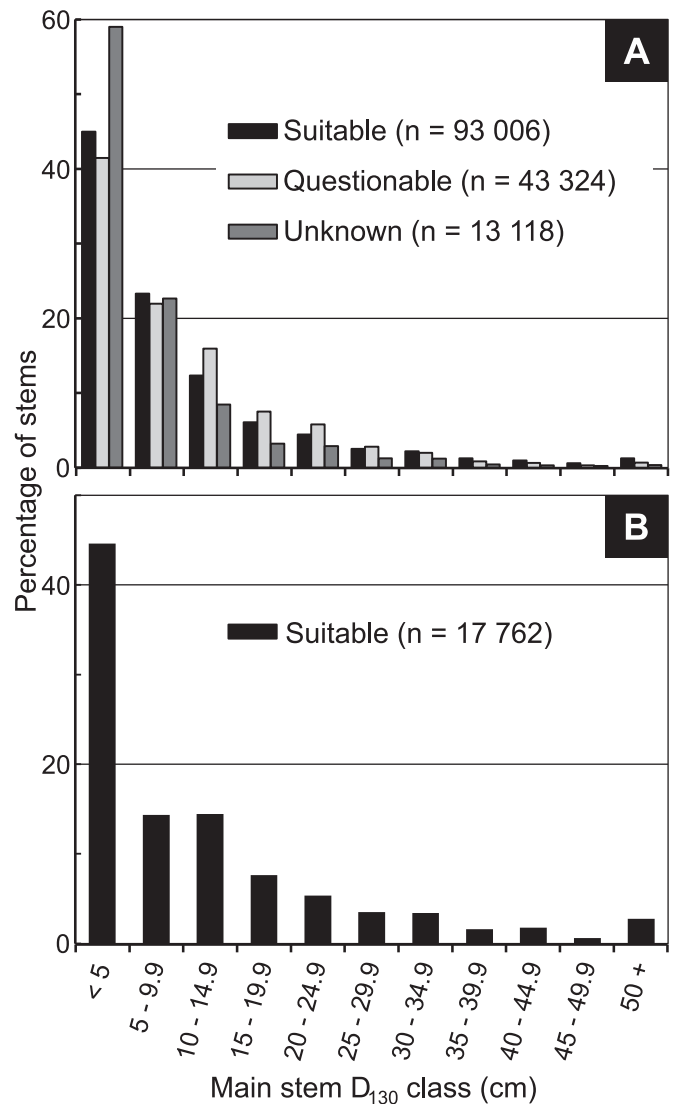 60
A
Suitable (n = 93 006)
40
Questionable (n = 43 324)
Unknown (n = 13 118)
20
0
Percentage of stems
B
40
Suitable (n = 17 762)
20
0
< 5
5 - 9.9
10 - 14.9
15 - 19.9
20 - 24.9
25 - 29.9
30 - 34.9
35 - 39.9
40 - 44.9
45 - 49.9
50 +
Main stem D₁₃₀ class (cm)